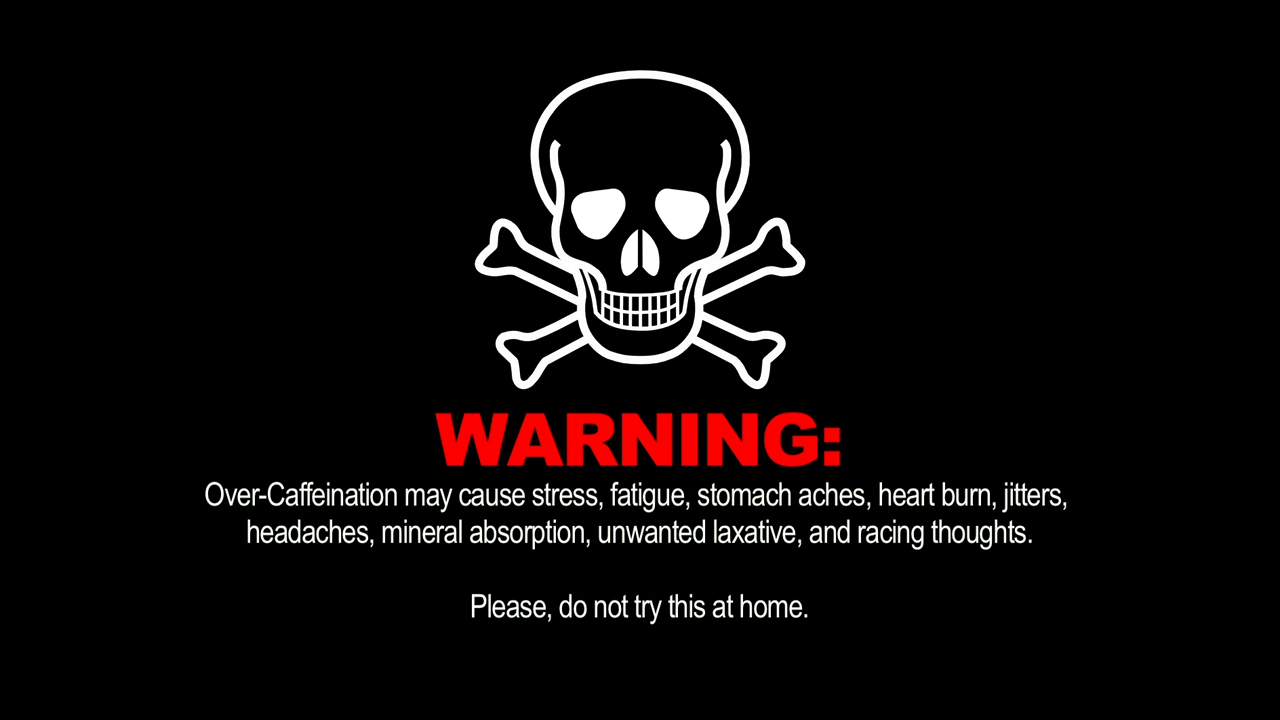 WARNING:
Over-Caffeination may cause stress, fatigue, stomach aches, heart burn, jitters,
headaches, mineral absorption, unwanted laxative, and racing thoughts.
Please, do not try this at home.